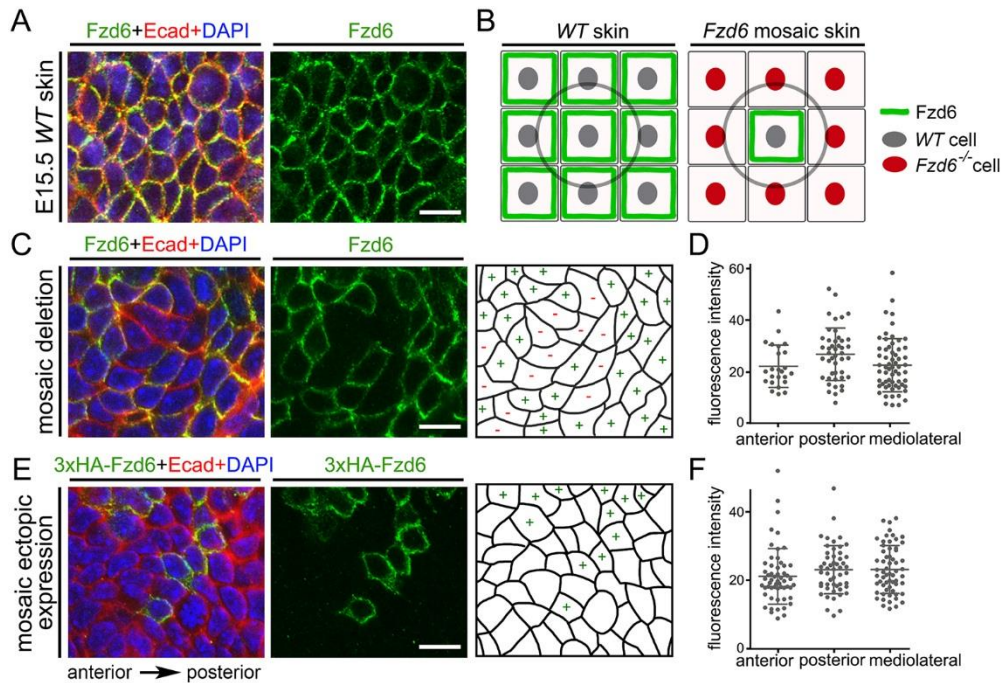 A
Fzd6+Ecad+DAPI
Fzd6
E15.5 WT skin
B
WT skin
Fzd6 mosaic skin
Fzd6
WT cell
Fzd6-/- cell
C
Fzd6+Ecad+DAPI
Fzd6
mosaic deletion
+ + + + + - + + + + - - + + + - - - + + - - + - - + + - + + + + - + + + +
D
fluorescence intensity
60
40
20
0
anterior posterior mediolateral
E
3xHA-Fzd6+Ecad+DAPI
3xHA-Fzd6
mosaic ectopic
expression
+ + + + + + + + + + + +
anterior posterior
F
fluorescence intensity
40
20
0
anterior posterior mediolateral